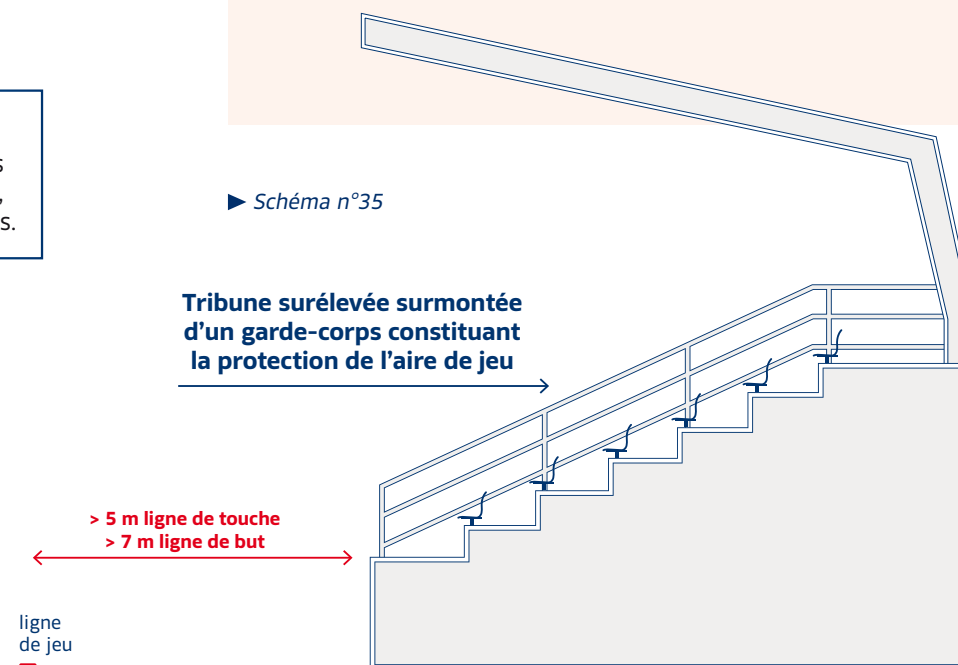 s
,
s.
▶ Schéma n°35
Tribune surélevée surmontée
d'un garde-corps constituant
la protection de l'aire de jeu
> 5 m ligne de touche
> 7 m ligne de but
ligne
de jeu